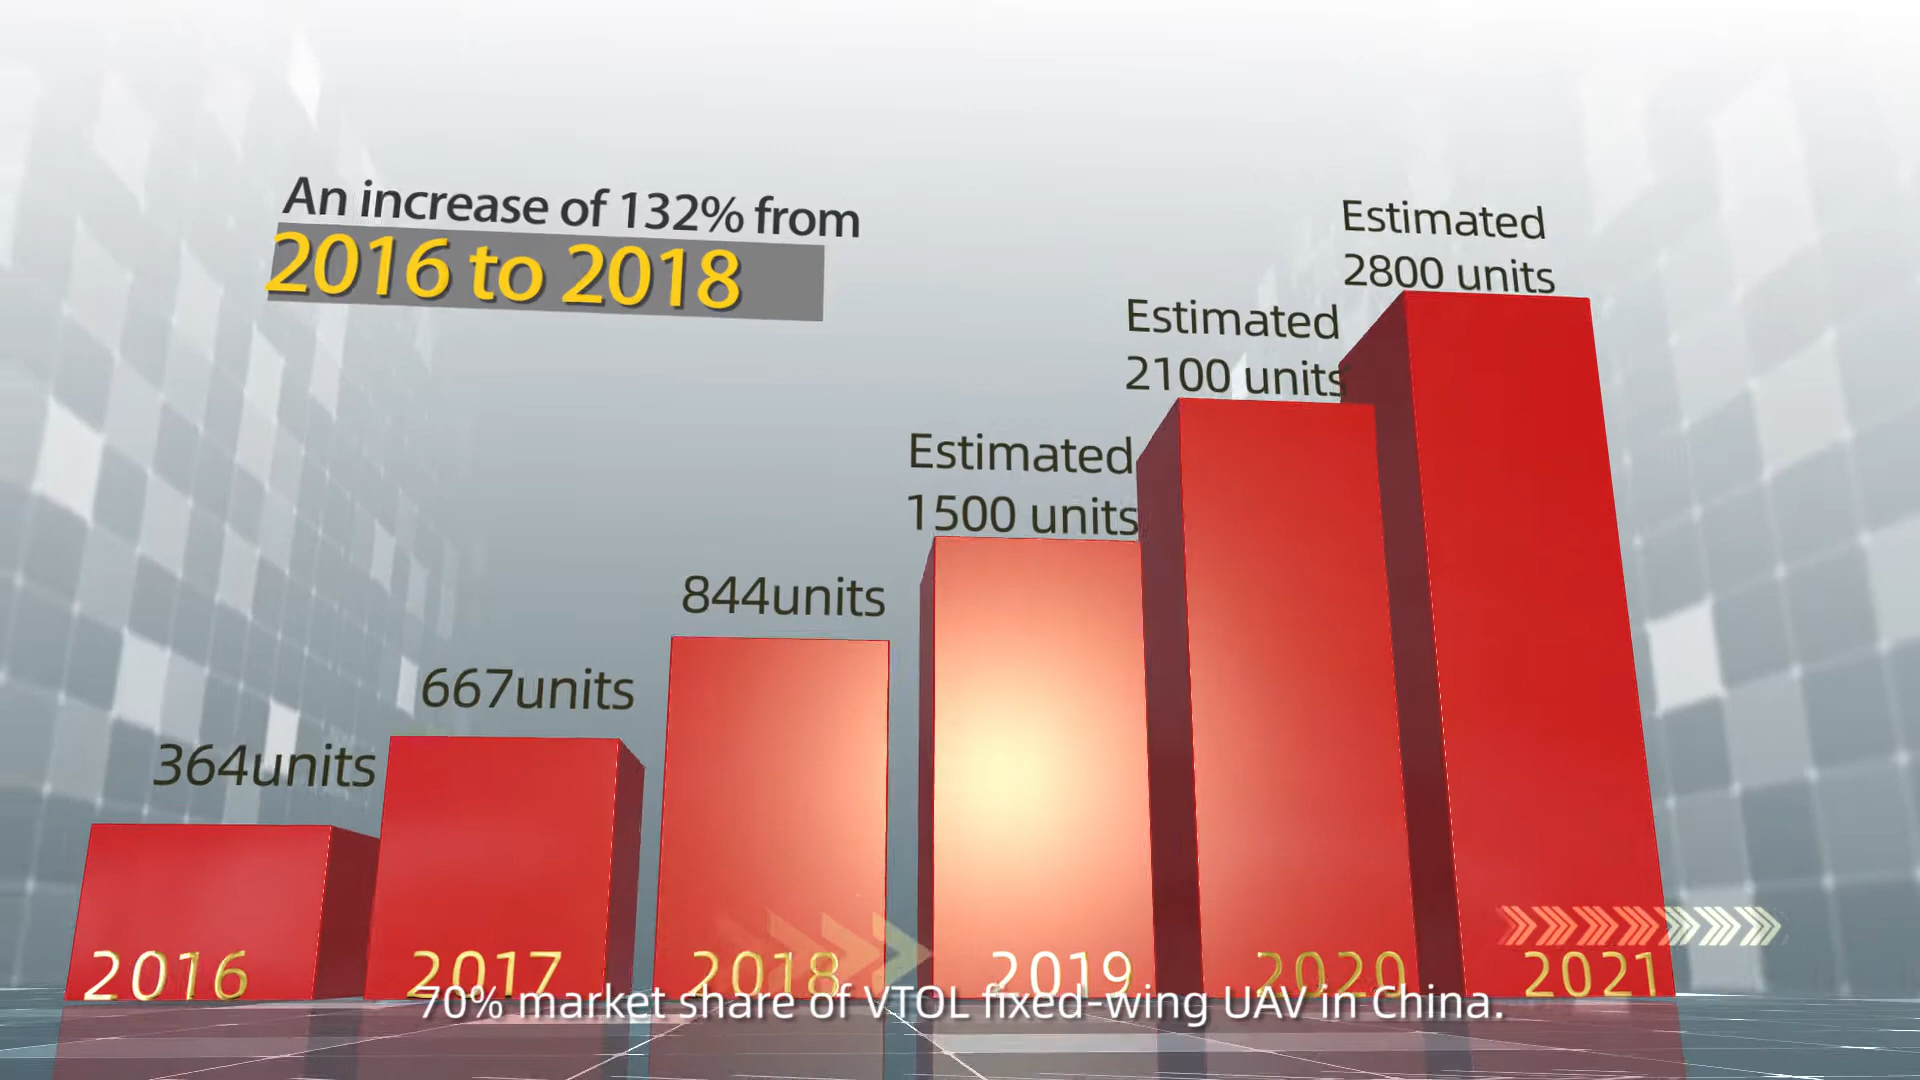 An increase of 132% from
2016 to 2018
Estimated
2800 units
Estimated
2100 units
Estimated
1500 units
844units
667units
364units
2016 2017 2018 2019 2020 2021
70% market share of VTOL fixed-wing UAV in China.